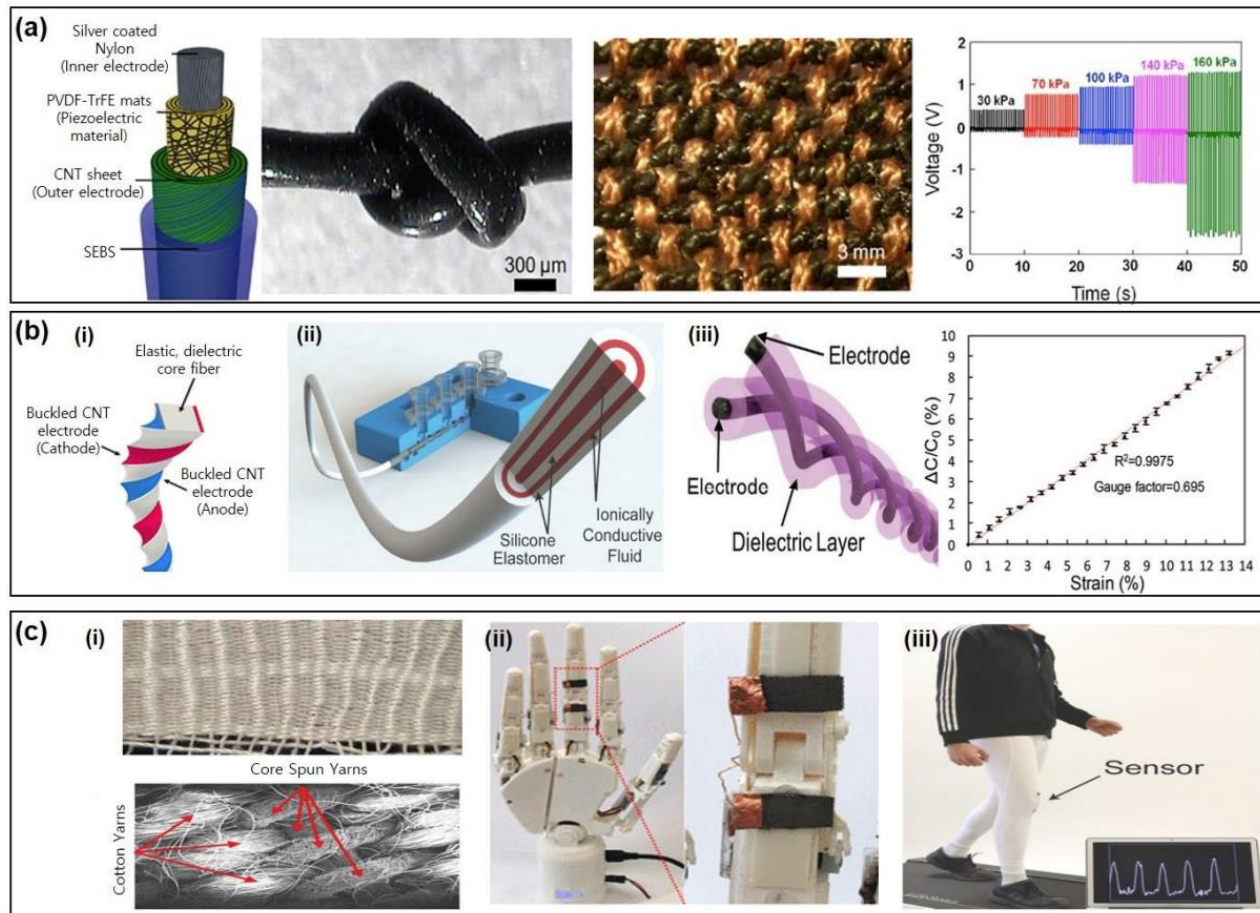 (a)
Silver coated
Nylon
(Inner electrode)
PVDF-TrFE mats
(Piezoelectric
material)
CNT sheet
(Outer electrode)
SEBS
300 µm
3 mm
Voltage (V)
2
1
0
-1
-2
-3
30 kPa
70 kPa
100 kPa
140 kPa
160 kPa
0 10 20 30 40 50
Time (s)
(b)
(i)
Elastic, dielectric
core fiber
Buckled CNT
electrode
(Cathode)
Buckled CNT
electrode
(Anode)
(ii)
Silicone
Elastomer
Ionically
Conductive
Fluid
(iii)
Electrode
Electrode
Dielectric Layer
ΔC/C₀ (%)
10
9
8
7
6
5
4
3
2
1
0
R²=0.9975
Gauge factor=0.695
0 1 2 3 4 5 6 7 8 9 10 11 12 13 14
Strain (%)
(c)
(i)
Core Spun Yarns
Cotton Yarns
(ii)
(iii)
Sensor